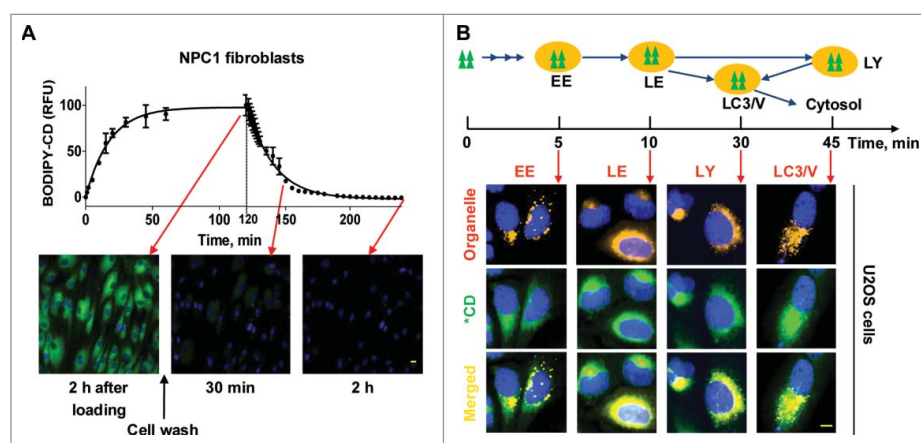 A
NPC1 fibroblasts
BODIPY-CD (RFU)
100
50
0
0 50 100 120 150 200
Time, min
2 h after loading
30 min
2 h
Cell wash
B
EE
LE
LC3/V
LY
Cytosol
0 5 10 30 45 Time, min
EE LE LY LC3/V
Organelle
*CD
Merged
U2OS cells